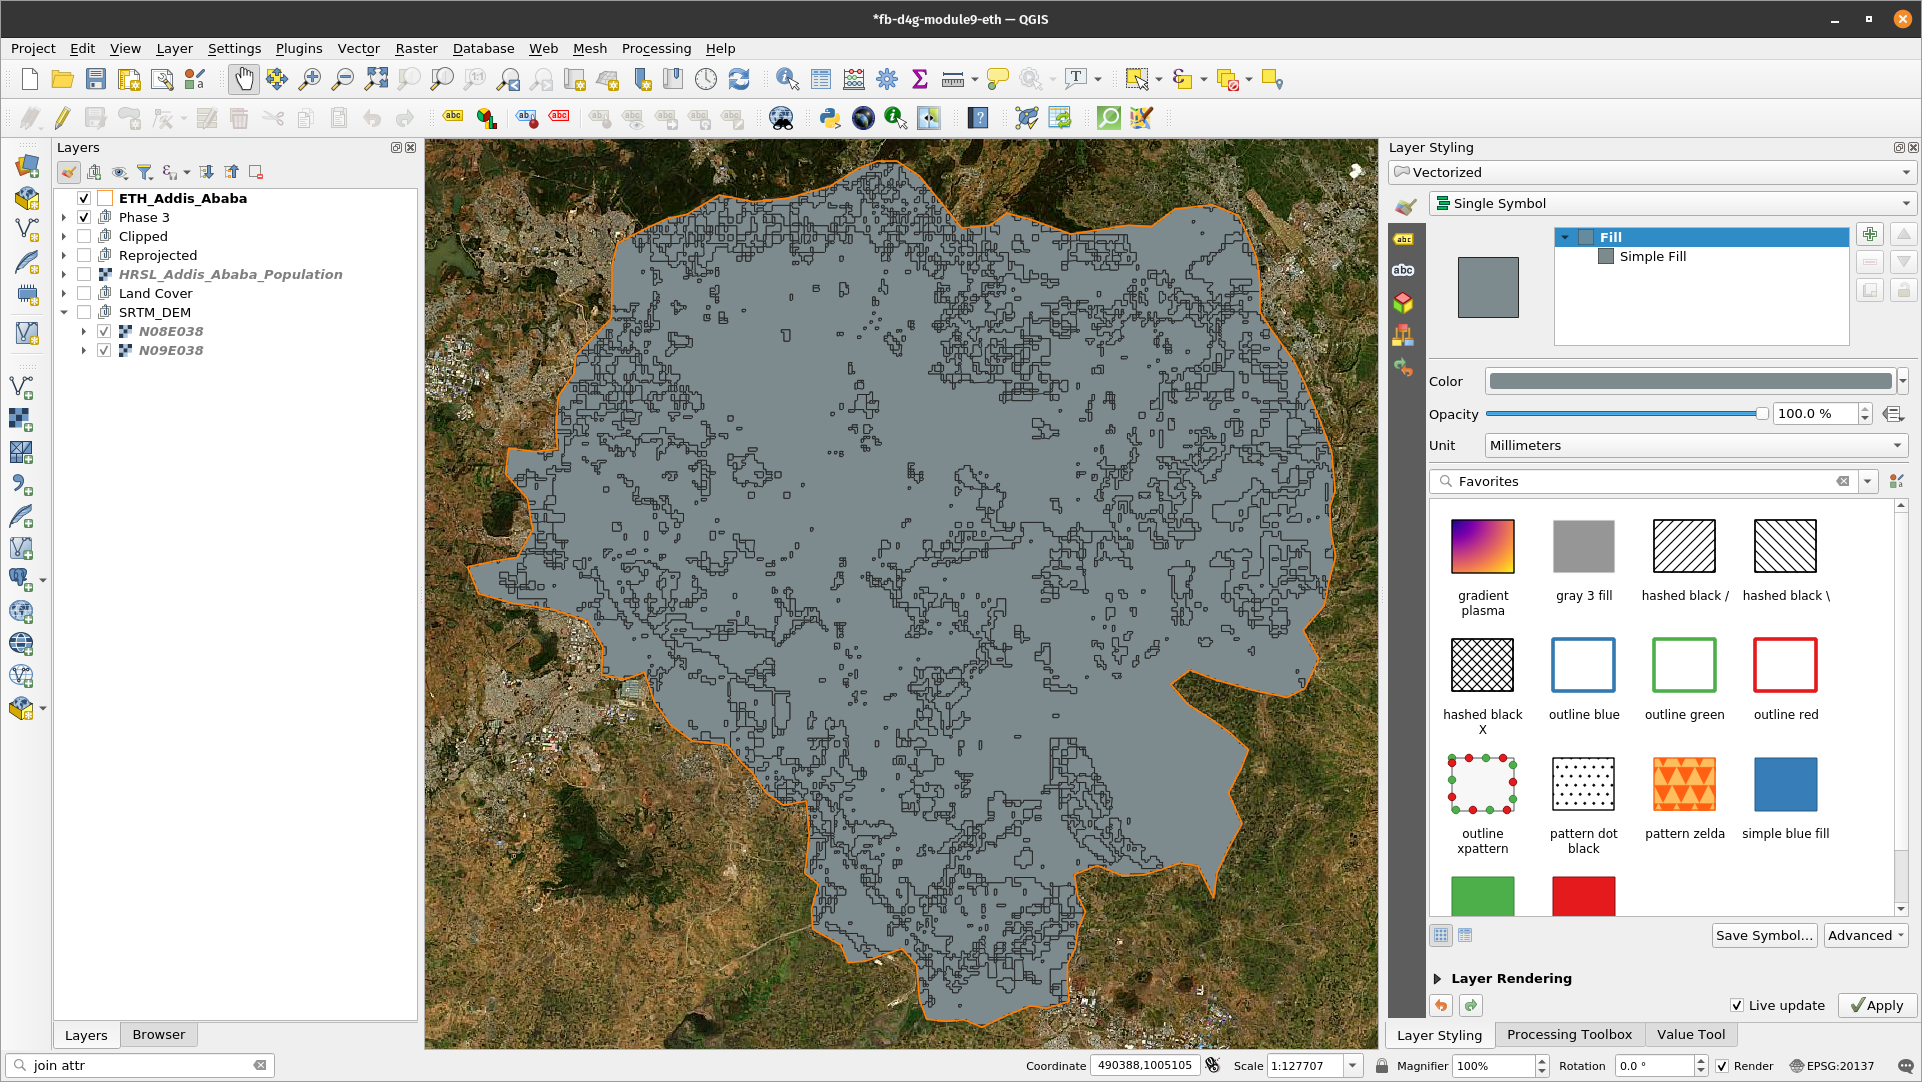 *fb-d4g-module9-eth — QGIS
Project Edit View Layer Settings Plugins Vector Raster Database Web Mesh Processing Help
Layers
ETH_Addis_Ababa
Phase 3
Clipped
Reprojected
HRSL_Addis_Ababa_Population
Land Cover
SRTM_DEM
N08E038
N09E038
Layers Browser
join attr
Layer Styling
Vectorized
Single Symbol
Fill
Simple Fill
Color
Opacity 100.0 %
Unit Millimeters
Favorites
gradient plasma
gray 3 fill
hashed black /
hashed black \
hashed black X
outline blue
outline green
outline red
outline xpattern
pattern dot black
pattern zelda
simple blue fill
Save Symbol... Advanced
Layer Rendering
Live update Apply
Layer Styling Processing Toolbox Value Tool
Coordinate 490388,1005105 Scale 1:127707 Magnifier 100% Rotation 0.0 ° Render EPSG:20137